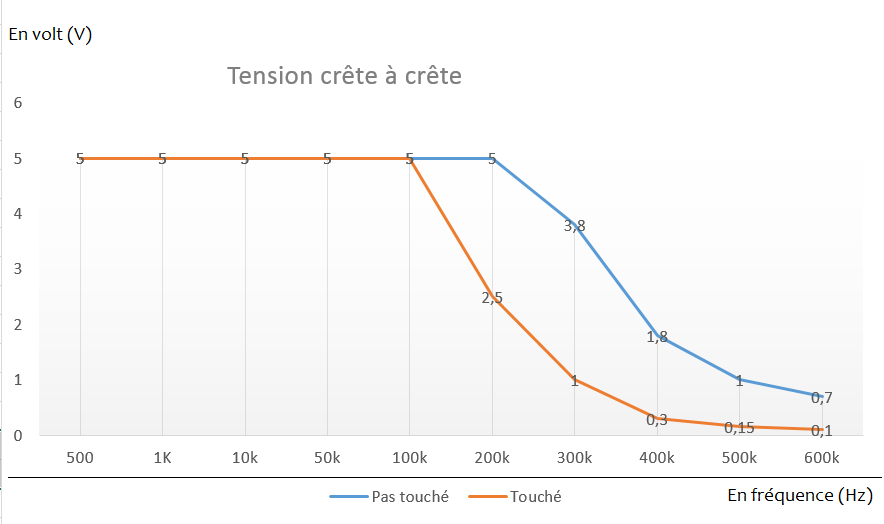 En volt (V)
Tension crête à crête
6
5
4
3
2
1
0
5 5 5 5 5 5
3,8
2,5
1,8
1 1
0,7
0,3
0,15
0,1
500 1K 10k 50k 100k 200k 300k 400k 500k 600k
Pas touché Touché
En fréquence (Hz)